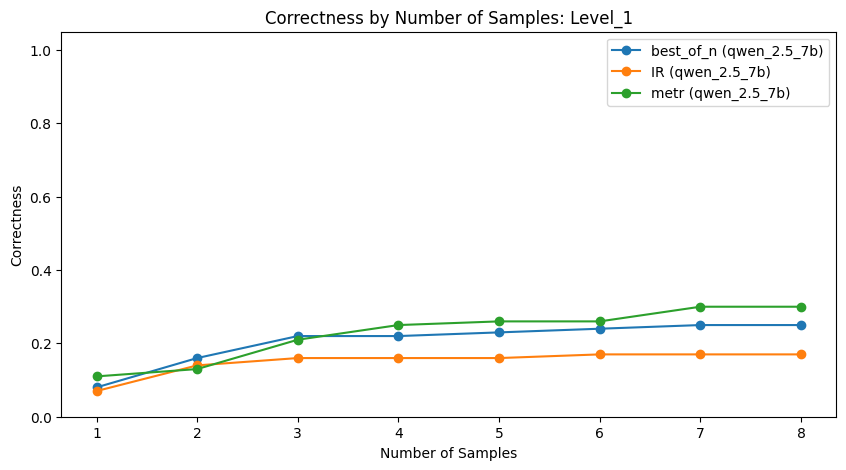 Correctness by Number of Samples: Level_1
best_of_n (qwen_2.5_7b)
IR (qwen_2.5_7b)
metr (qwen_2.5_7b)
Correctness
1.0
0.8
0.6
0.4
0.2
0.0
1 2 3 4 5 6 7 8
Number of Samples